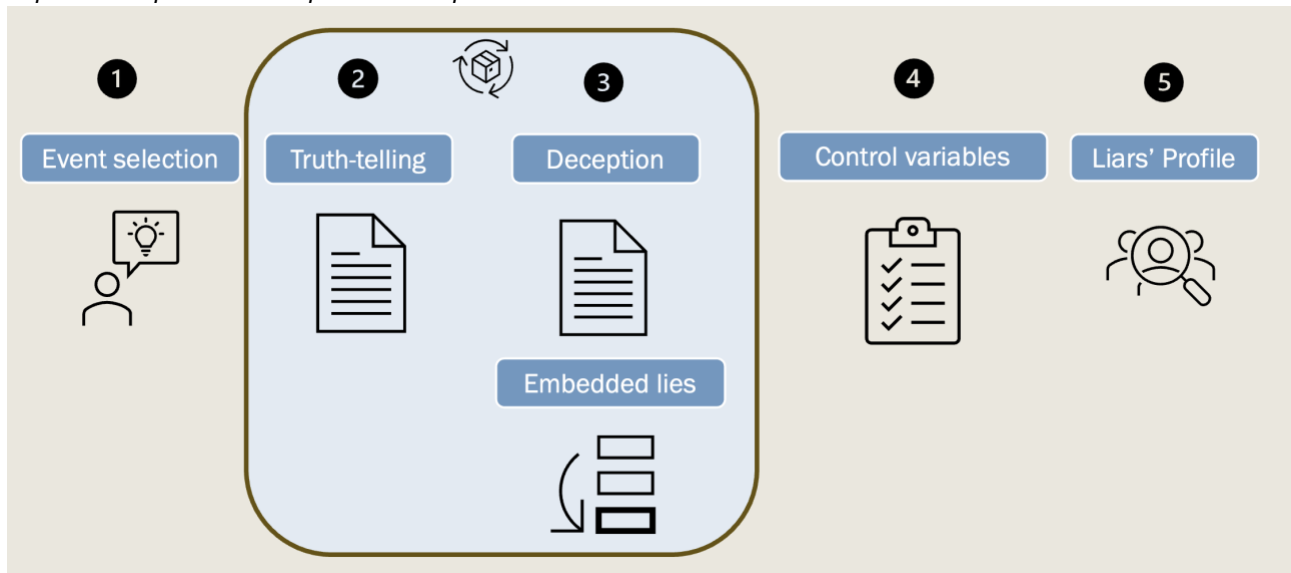 1
2
3
4
5
Event selection
Truth-telling
Deception
Control variables
Liars' Profile
Embedded lies